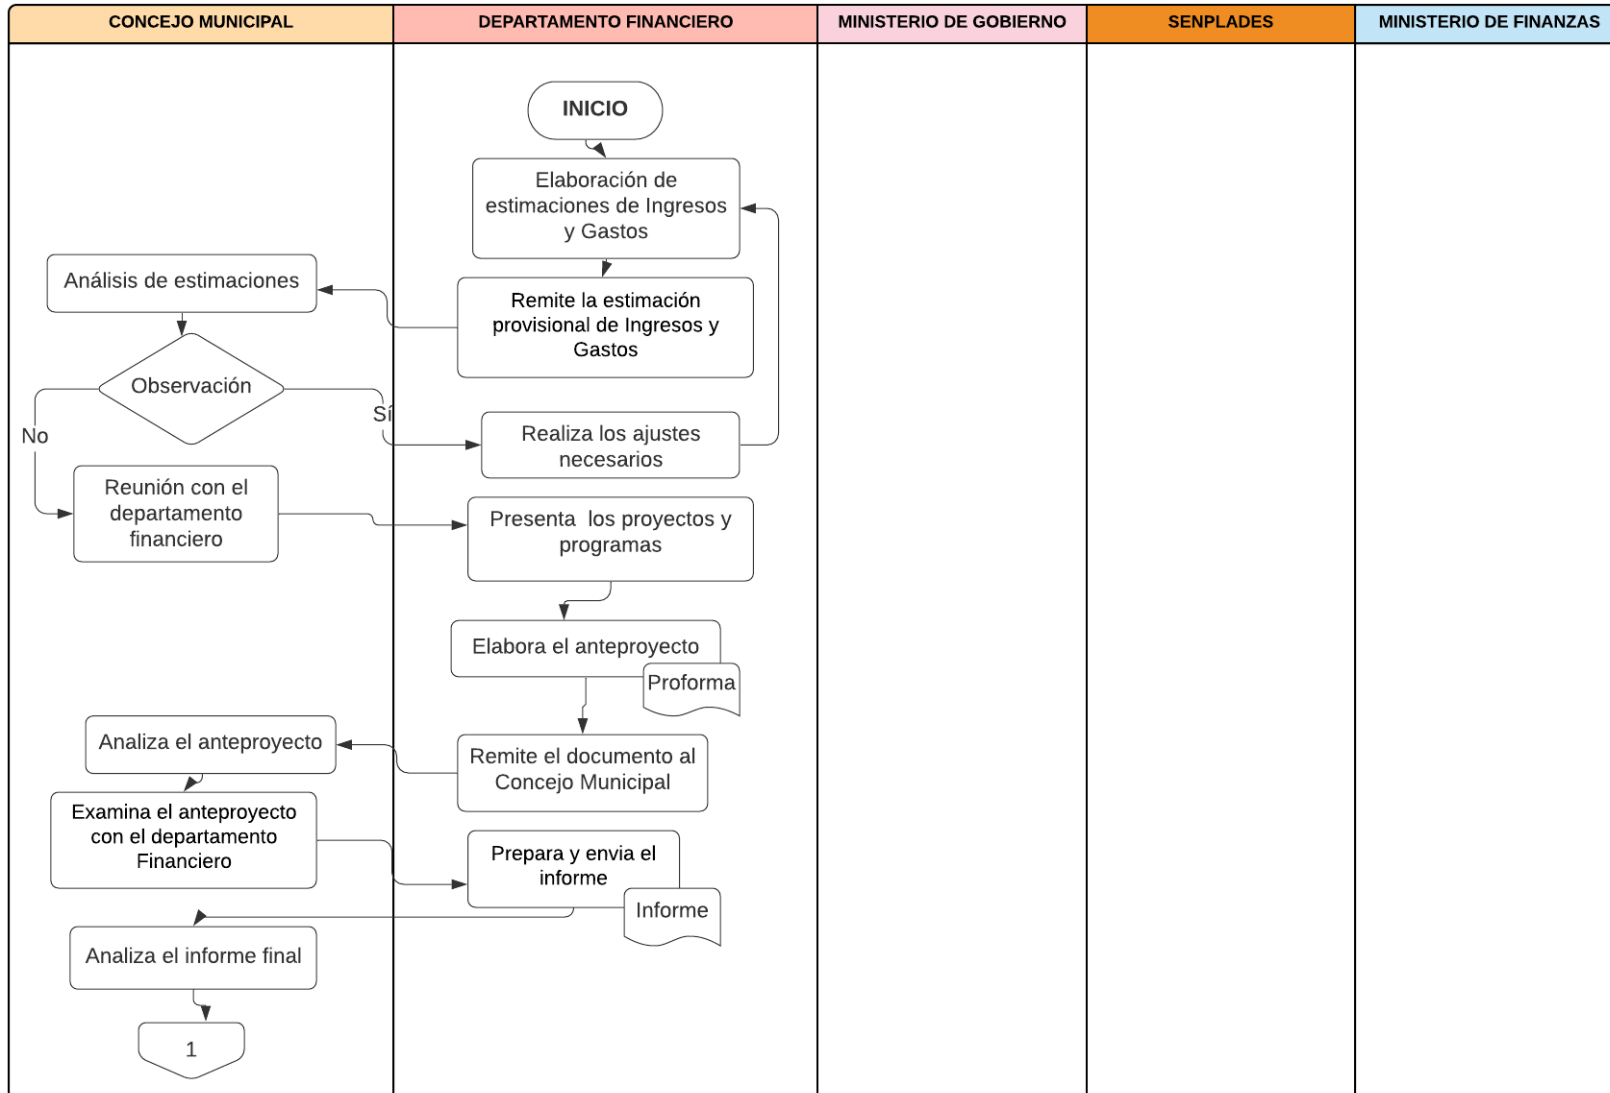 CONCEJO MUNICIPAL
DEPARTAMENTO FINANCIERO
MINISTERIO DE GOBIERNO
SENPLADES
MINISTERIO DE FINANZAS
INICIO
Elaboración de
estimaciones de Ingresos
y Gastos
Análisis de estimaciones
Remite la estimación
provisional de Ingresos y
Gastos
Observación
Sí
No
Realiza los ajustes
necesarios
Reunión con el
departamento
financiero
Presenta  los proyectos y
programas
Elabora el anteproyecto
Proforma
Analiza el anteproyecto
Remite el documento al
Concejo Municipal
Examina el anteproyecto
con el departamento
Financiero
Prepara y envia el
informe
Informe
Analiza el informe final
1